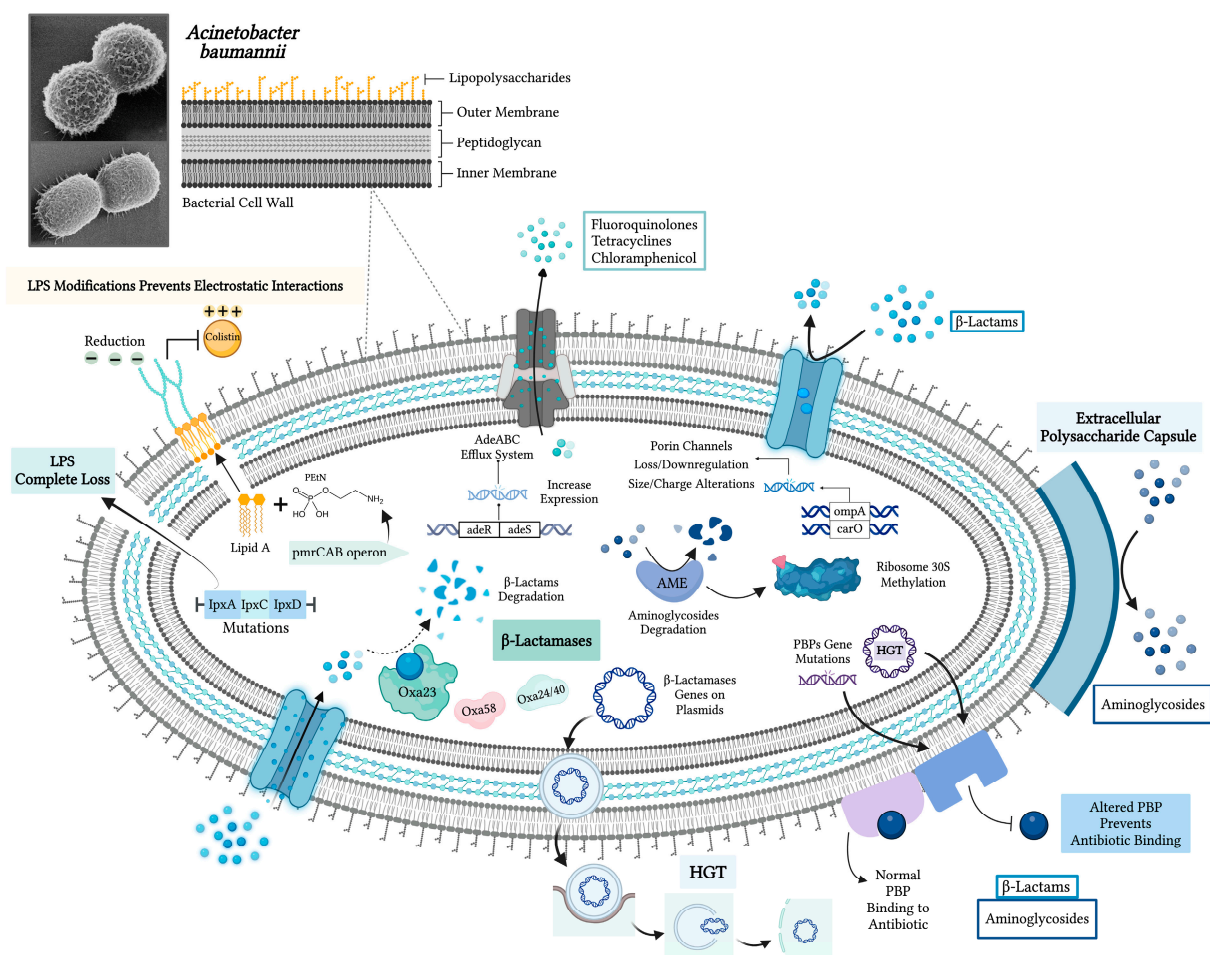 Acinetobacter
baumannii
Lipopolysaccharides
Outer Membrane
Peptidoglycan
Inner Membrane
Bacterial Cell Wall
Fluoroquinolones
Tetracyclines
Chloramphenicol
LPS Modifications Prevents Electrostatic Interactions
+++
Colistin
Reduction
− − −
β-Lactams
Extracellular
Polysaccharide Capsule
LPS
Complete Loss
AdeABC
Efflux System
Increase
Expression
adeR adeS
Porin Channels
Loss/Downregulation
Size/Charge Alterations
ompA
carO
PEtN
+
O
P
O
HO
OH
NH₂
Lipid A
pmrCAB operon
IpxA IpxC IpxD
Mutations
β-Lactams
Degradation
β-Lactamases
AME
Aminoglycosides
Degradation
Ribosome 30S
Methylation
PBPs Gene
Mutations
HGT
Oxa23
Oxa58
Oxa24/40
β-Lactamases
Genes on
Plasmids
Aminoglycosides
Altered PBP
Prevents
Antibiotic Binding
HGT
Normal
PBP
Binding to
Antibiotic
β-Lactams
Aminoglycosides